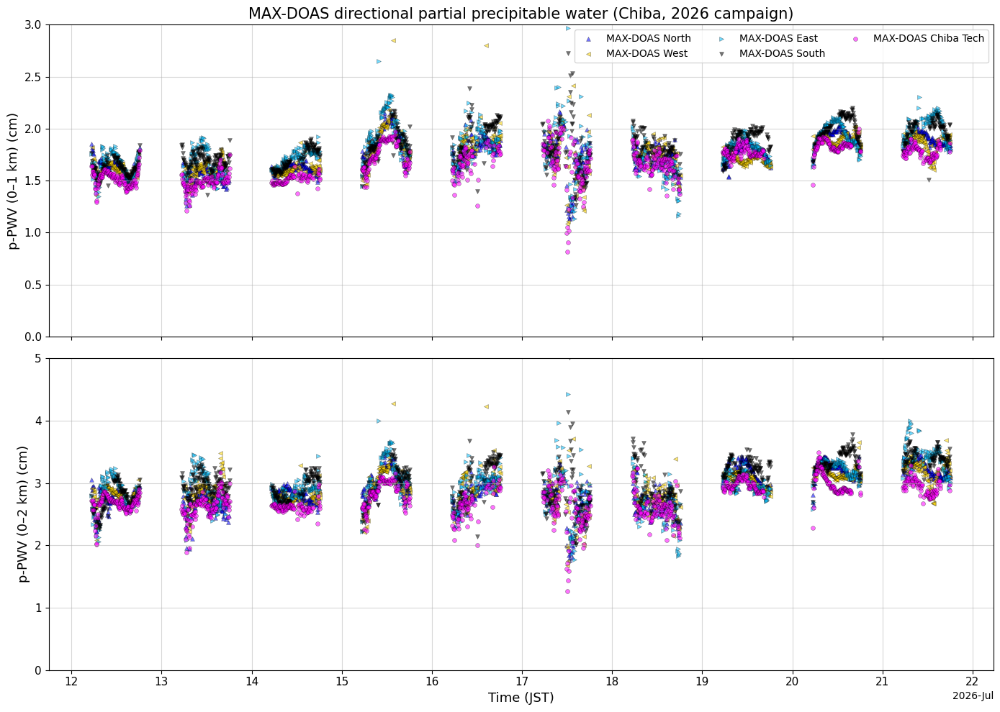 MAX-DOAS directional partial precipitable water (Chiba, 2026 campaign)
p-PWV (0–1 km) (cm)
3.0
2.5
2.0
1.5
1.0
0.5
0.0
MAX-DOAS North
MAX-DOAS West
MAX-DOAS East
MAX-DOAS South
MAX-DOAS Chiba Tech
p-PWV (0–2 km) (cm)
5
4
3
2
1
0
12 13 14 15 16 17 18 19 20 21 22
Time (JST)
2026-Jul